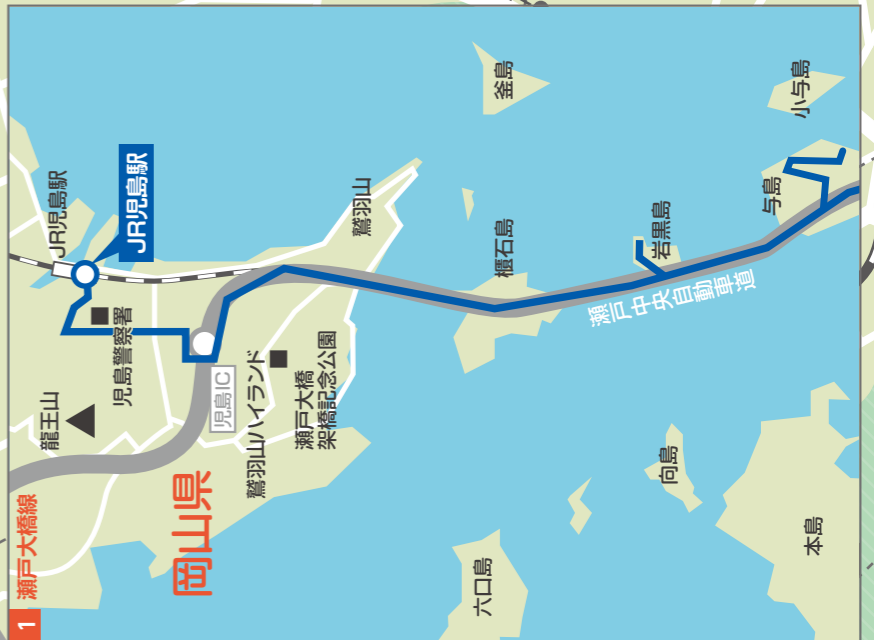 1 瀬戸大橋線
岡山県
龍王山
児島警察署
児島IC
鷲羽山ハイランド
瀬戸大橋
架橋記念公園
JR児島駅
JR児島駅
鷲羽山
櫃石島
岩黒島
与島
小与島
釜島
瀬戸中央自動車道
向島
本島
六口島